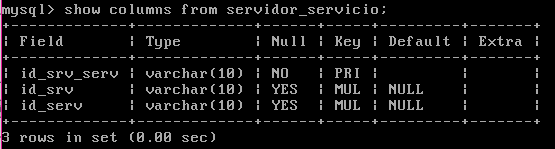 mysql> show columns from servidor_servicio;
+-------------+-------------+------+-----+---------+-------+
| Field       | Type        | Null | Key | Default | Extra |
+-------------+-------------+------+-----+---------+-------+
| id_srv_serv | varchar(10) | NO   | PRI |         |       |
| id_srv      | varchar(10) | YES  | MUL | NULL    |       |
| id_serv     | varchar(10) | YES  | MUL | NULL    |       |
+-------------+-------------+------+-----+---------+-------+
3 rows in set (0.00 sec)